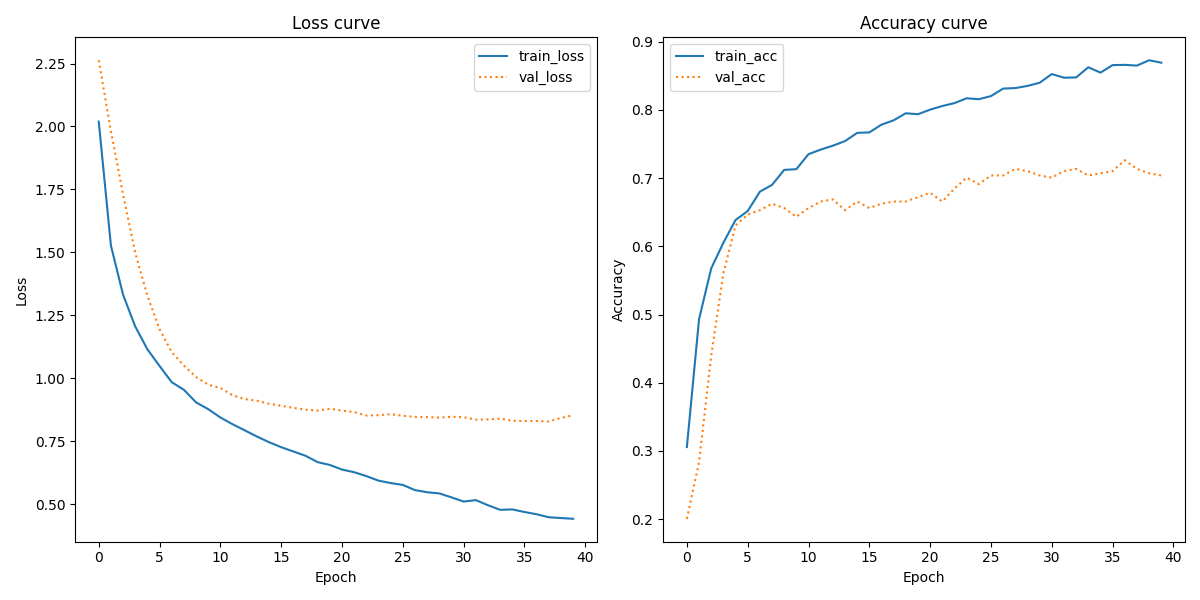 Loss curve
train_loss
val_loss
2.25
2.00
1.75
1.50
1.25
1.00
0.75
0.50
Loss
0 5 10 15 20 25 30 35 40
Epoch
Accuracy curve
train_acc
val_acc
0.9
0.8
0.7
0.6
0.5
0.4
0.3
0.2
Accuracy
0 5 10 15 20 25 30 35 40
Epoch